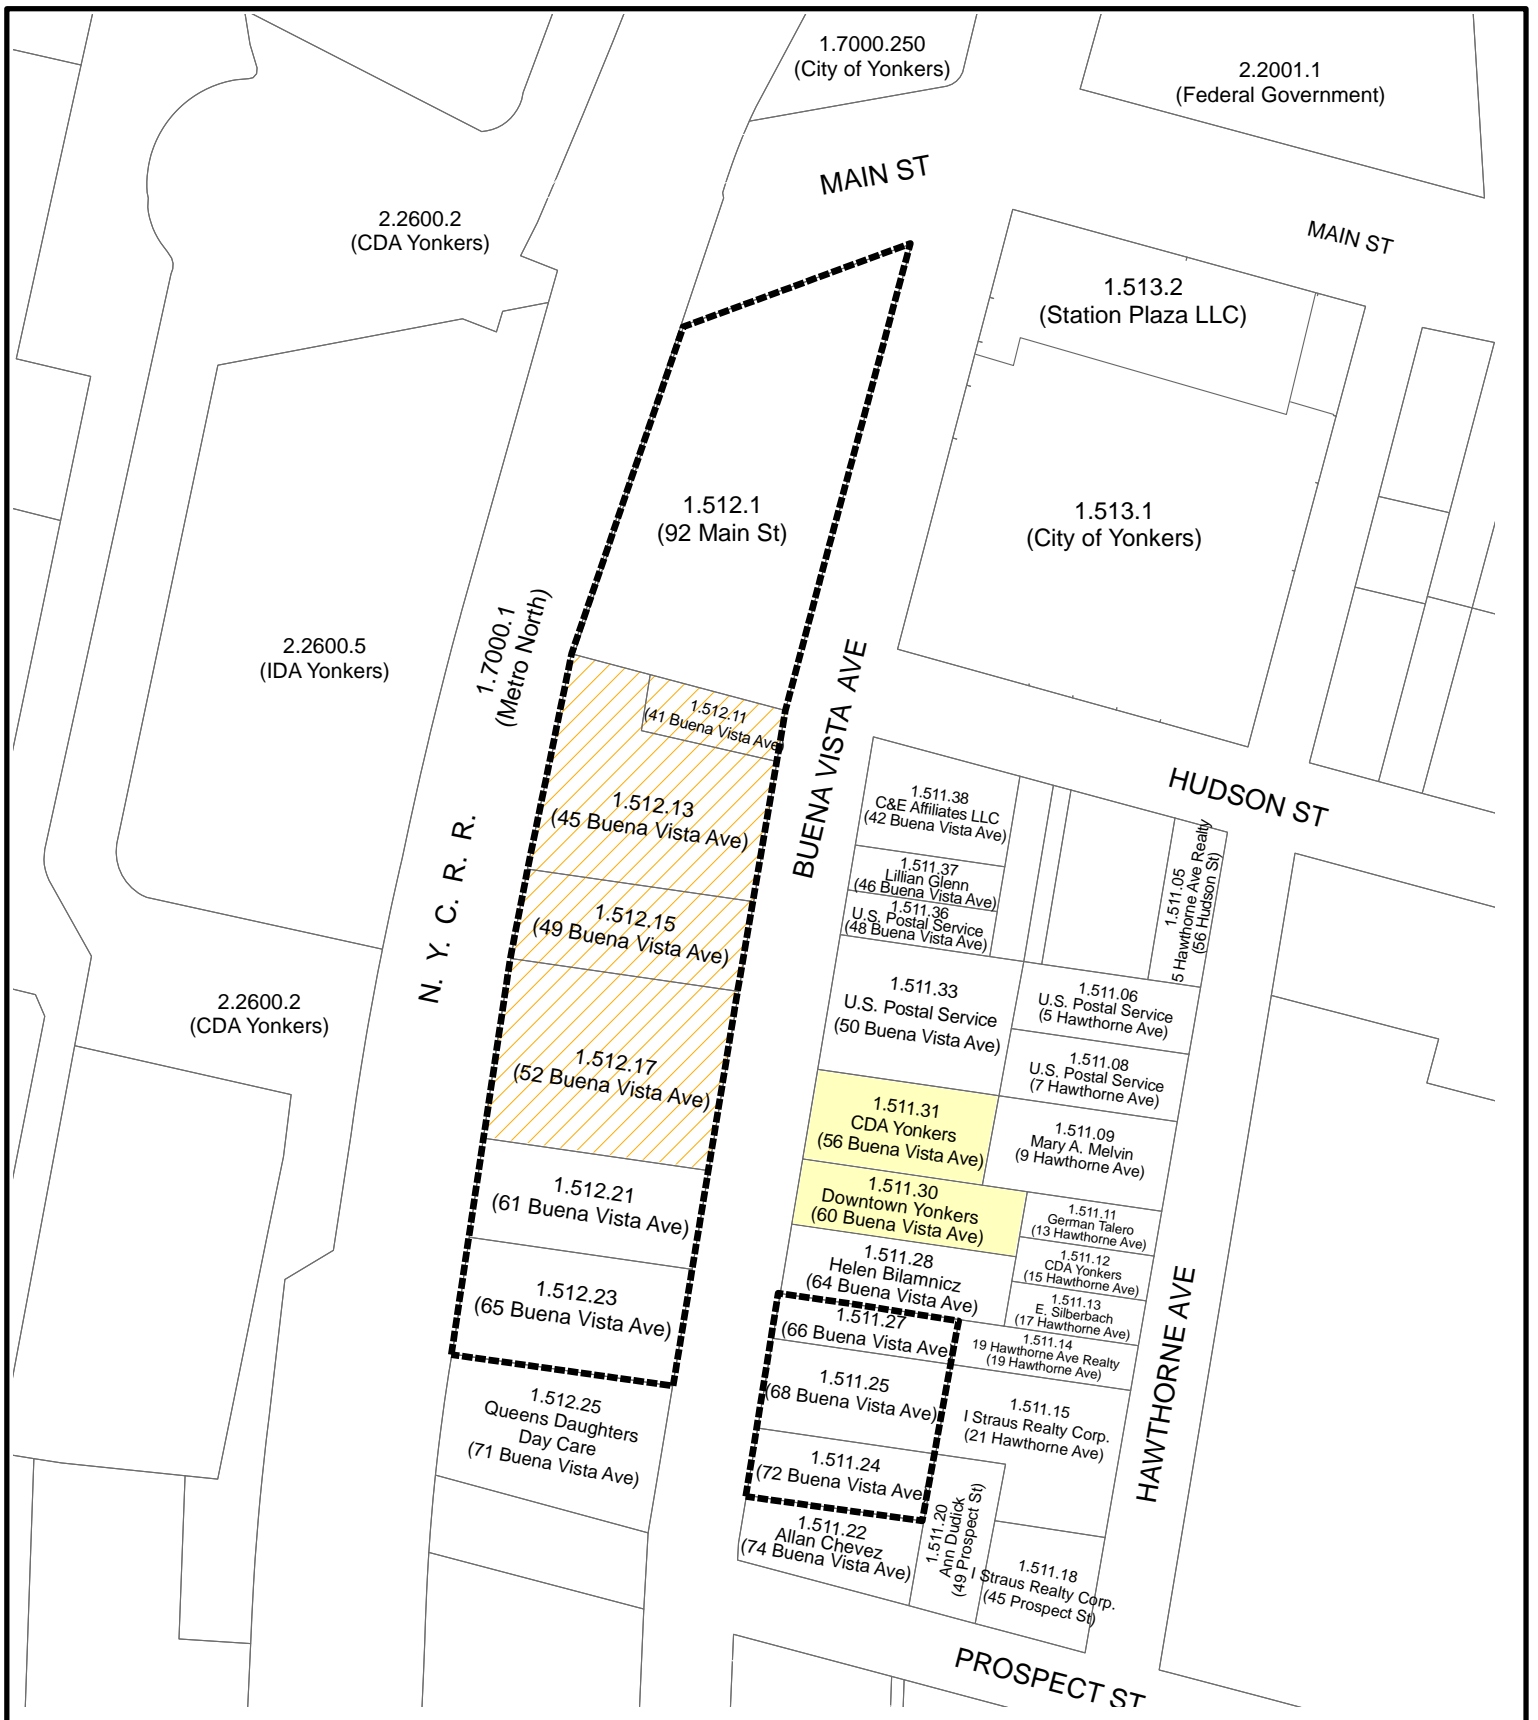 1.7000.250
(City of Yonkers)
2.2001.1
(Federal Government)
MAIN ST
MAIN ST
2.2600.2
(CDA Yonkers)
1.513.2
(Station Plaza LLC)
1.512.1
(92 Main St)
1.513.1
(City of Yonkers)
1.7000.1
(Metro North)
2.2600.5
(IDA Yonkers)
1.512.11
(41 Buena Vista Ave
BUENA VISTA AVE
HUDSON ST
1.512.13
(45 Buena Vista Ave)
1.511.38
C&E Affiliates LLC
(42 Buena Vista Ave)
1.511.37
Lillian Glenn
(46 Buena Vista Ave)
1.511.36
U.S. Postal Service
(48 Buena Vista Ave)
1.511.05
5 Hawthorne Ave Realty
(56 Hudson St)
N. Y. C. R. R.
1.512.15
(49 Buena Vista Ave)
2.2600.2
(CDA Yonkers)
1.511.33
U.S. Postal Service
(50 Buena Vista Ave)
1.511.06
U.S. Postal Service
(5 Hawthorne Ave)
1.512.17
(52 Buena Vista Ave)
1.511.08
U.S. Postal Service
(7 Hawthorne Ave)
1.511.31
CDA Yonkers
(56 Buena Vista Ave)
1.511.09
Mary A. Melvin
(9 Hawthorne Ave)
1.512.21
(61 Buena Vista Ave)
1.511.30
Downtown Yonkers
(60 Buena Vista Ave)
1.511.11
German Talero
(13 Hawthorne Ave)
1.511.28
Helen Bilamnicz
(64 Buena Vista Ave)
1.511.12
CDA Yonkers
(15 Hawthorne Ave)
1.512.23
(65 Buena Vista Ave)
1.511.13
E. Silberbach
(17 Hawthorne Ave)
1.511.27
(66 Buena Vista Ave
1.511.14
19 Hawthorne Ave Realty
(19 Hawthorne Ave)
HAWTHORNE AVE
1.511.25
(68 Buena Vista Ave)
1.512.25
Queens Daughters
Day Care
(71 Buena Vista Ave)
1.511.15
I Straus Realty Corp.
(21 Hawthorne Ave)
1.511.24
(72 Buena Vista Ave
1.511.22
Allan Chevez
(74 Buena Vista Ave)
1.511.20
Ann Dudick
(49 Prospect St)
1.511.18
I Straus Realty Corp.
(45 Prospect St)
PROSPECT ST